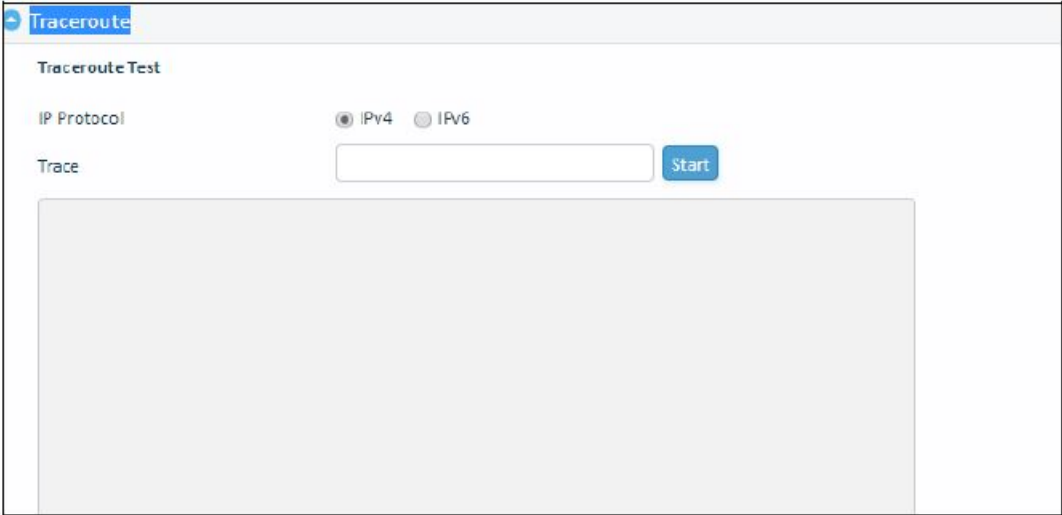 Traceroute
Traceroute Test
IP Protocol
IPv4 IPv6
Trace
Start